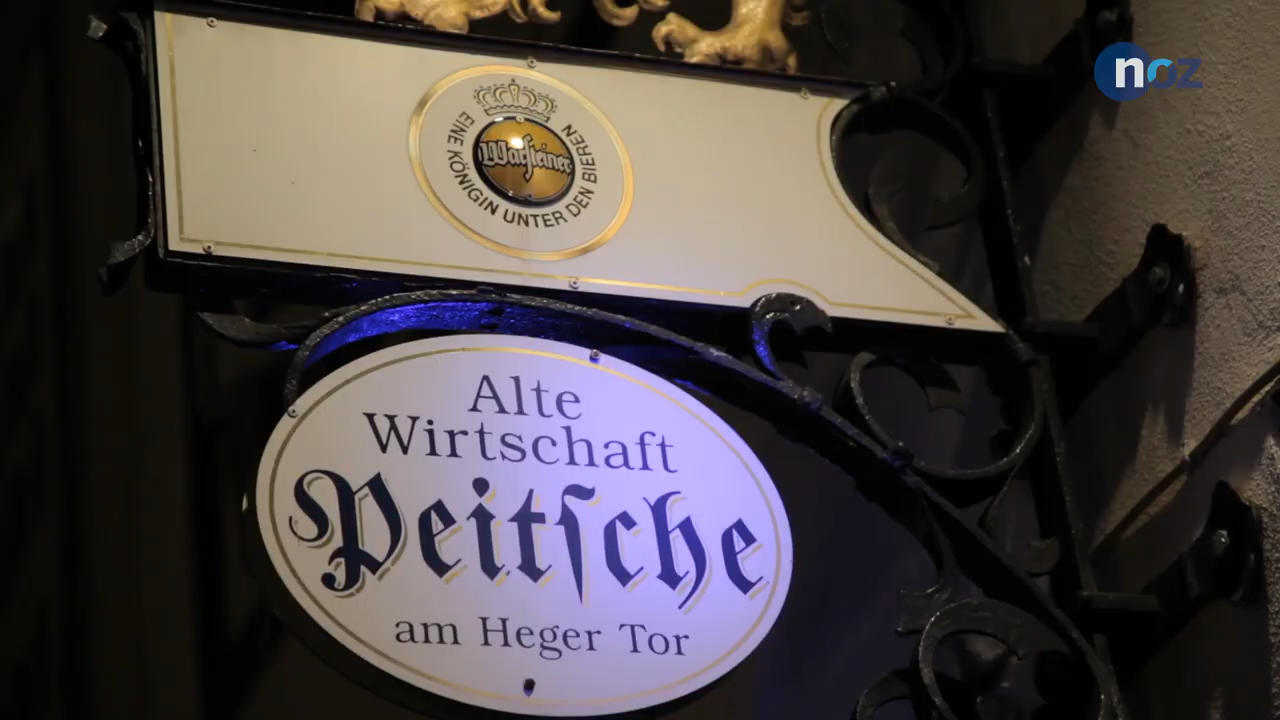 noz
EINE KÖNIGIN UNTER DEN BIEREN
Warſteiner
Alte
Wirtschaft
Peitſche
am Heger Tor